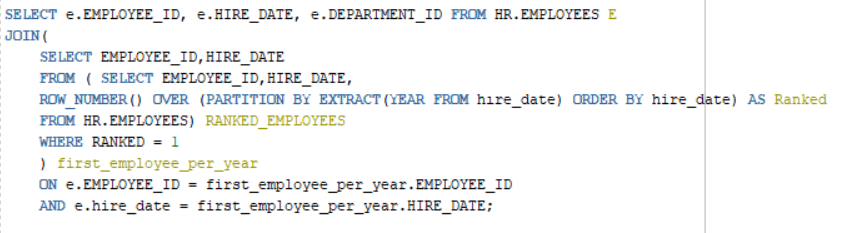 SELECT e.EMPLOYEE_ID, e.HIRE_DATE, e.DEPARTMENT_ID FROM HR.EMPLOYEES E
JOIN(
SELECT EMPLOYEE_ID,HIRE_DATE
FROM ( SELECT EMPLOYEE_ID,HIRE_DATE,
ROW_NUMBER() OVER (PARTITION BY EXTRACT(YEAR FROM hire_date) ORDER BY hire_date) AS Ranked
FROM HR.EMPLOYEES) RANKED_EMPLOYEES
WHERE RANKED = 1
) first_employee_per_year
ON e.EMPLOYEE_ID = first_employee_per_year.EMPLOYEE_ID
AND e.hire_date = first_employee_per_year.HIRE_DATE;